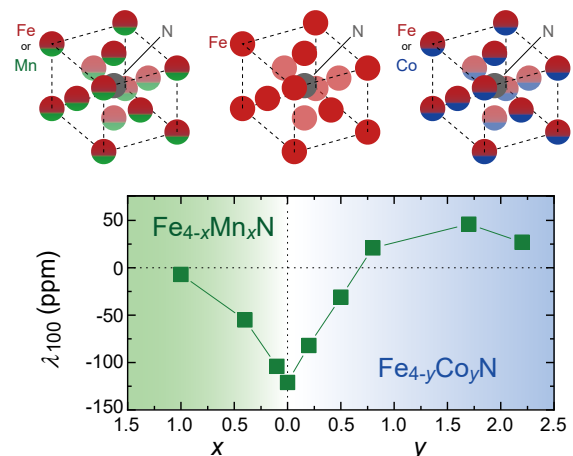 Fe
or
Mn
N
Fe
N
Fe
or
Co
N
λ100 (ppm)
50
0
-50
-100
-150
Fe4-xMnxN
Fe4-yCoyN
1.5 1.0 0.5 0.0 0.5 1.0 1.5 2.0 2.5
x y